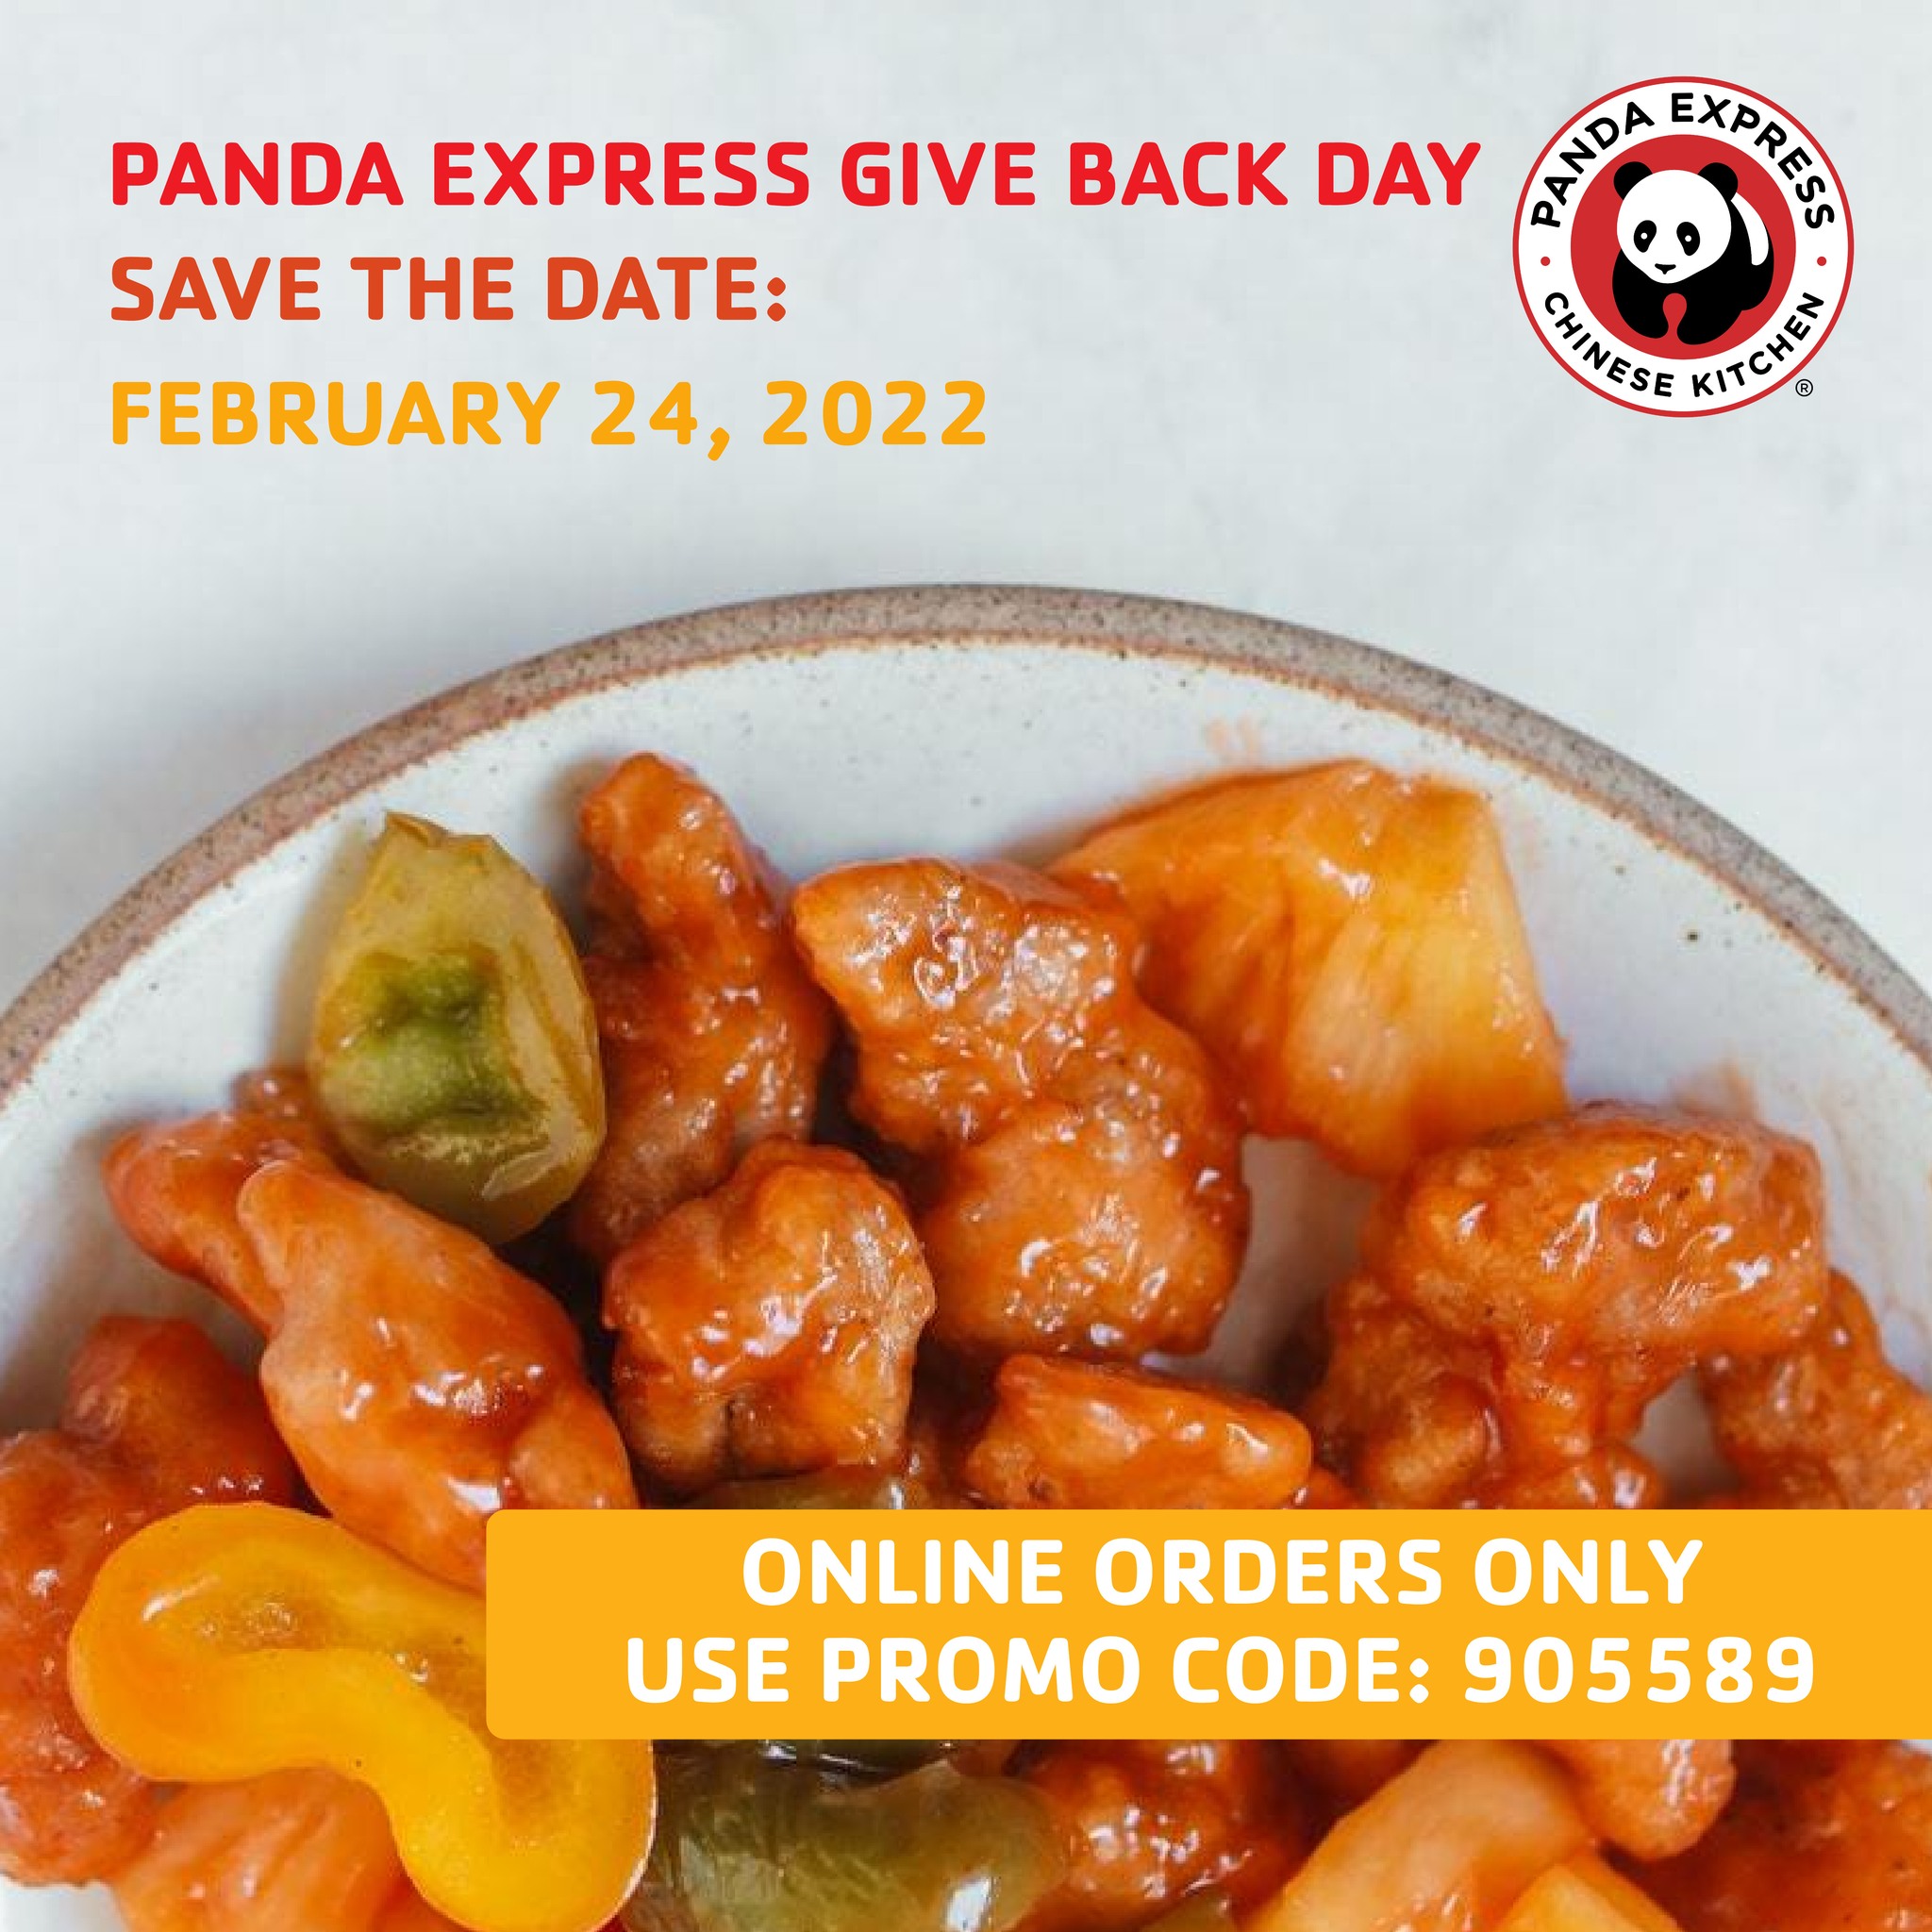 PANDA EXPRESS GIVE BACK DAY
SAVE THE DATE:
FEBRUARY 24, 2022
PANDA EXPRESS
CHINESE KITCHEN
®
ONLINE ORDERS ONLY
USE PROMO CODE: 905589